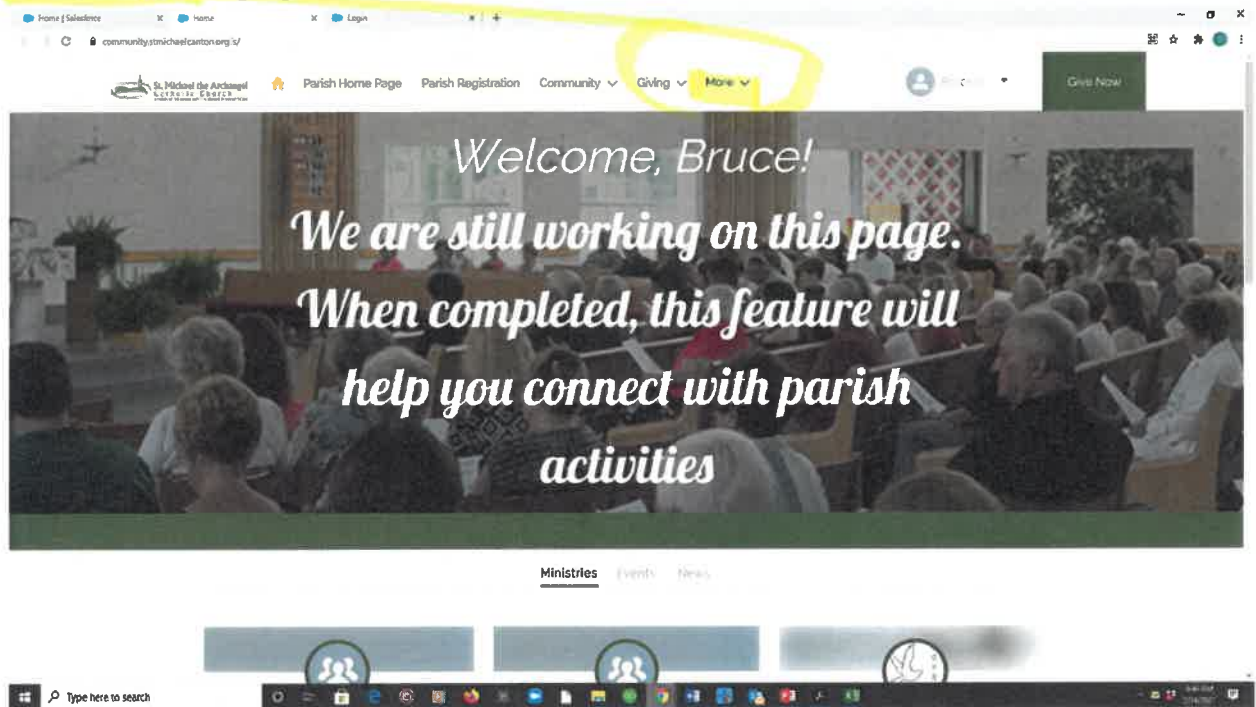 Home | Salesforce
Home
Login
community.stmichaelcanton.org/s/
St. Michael the Archangel
Catholic Church
Parish Home Page
Parish Registration
Community
Giving
More
Give Now
Welcome, Bruce!
We are still working on this page.
When completed, this feature will
help you connect with parish
activities
Ministries
Events
News
Type here to search